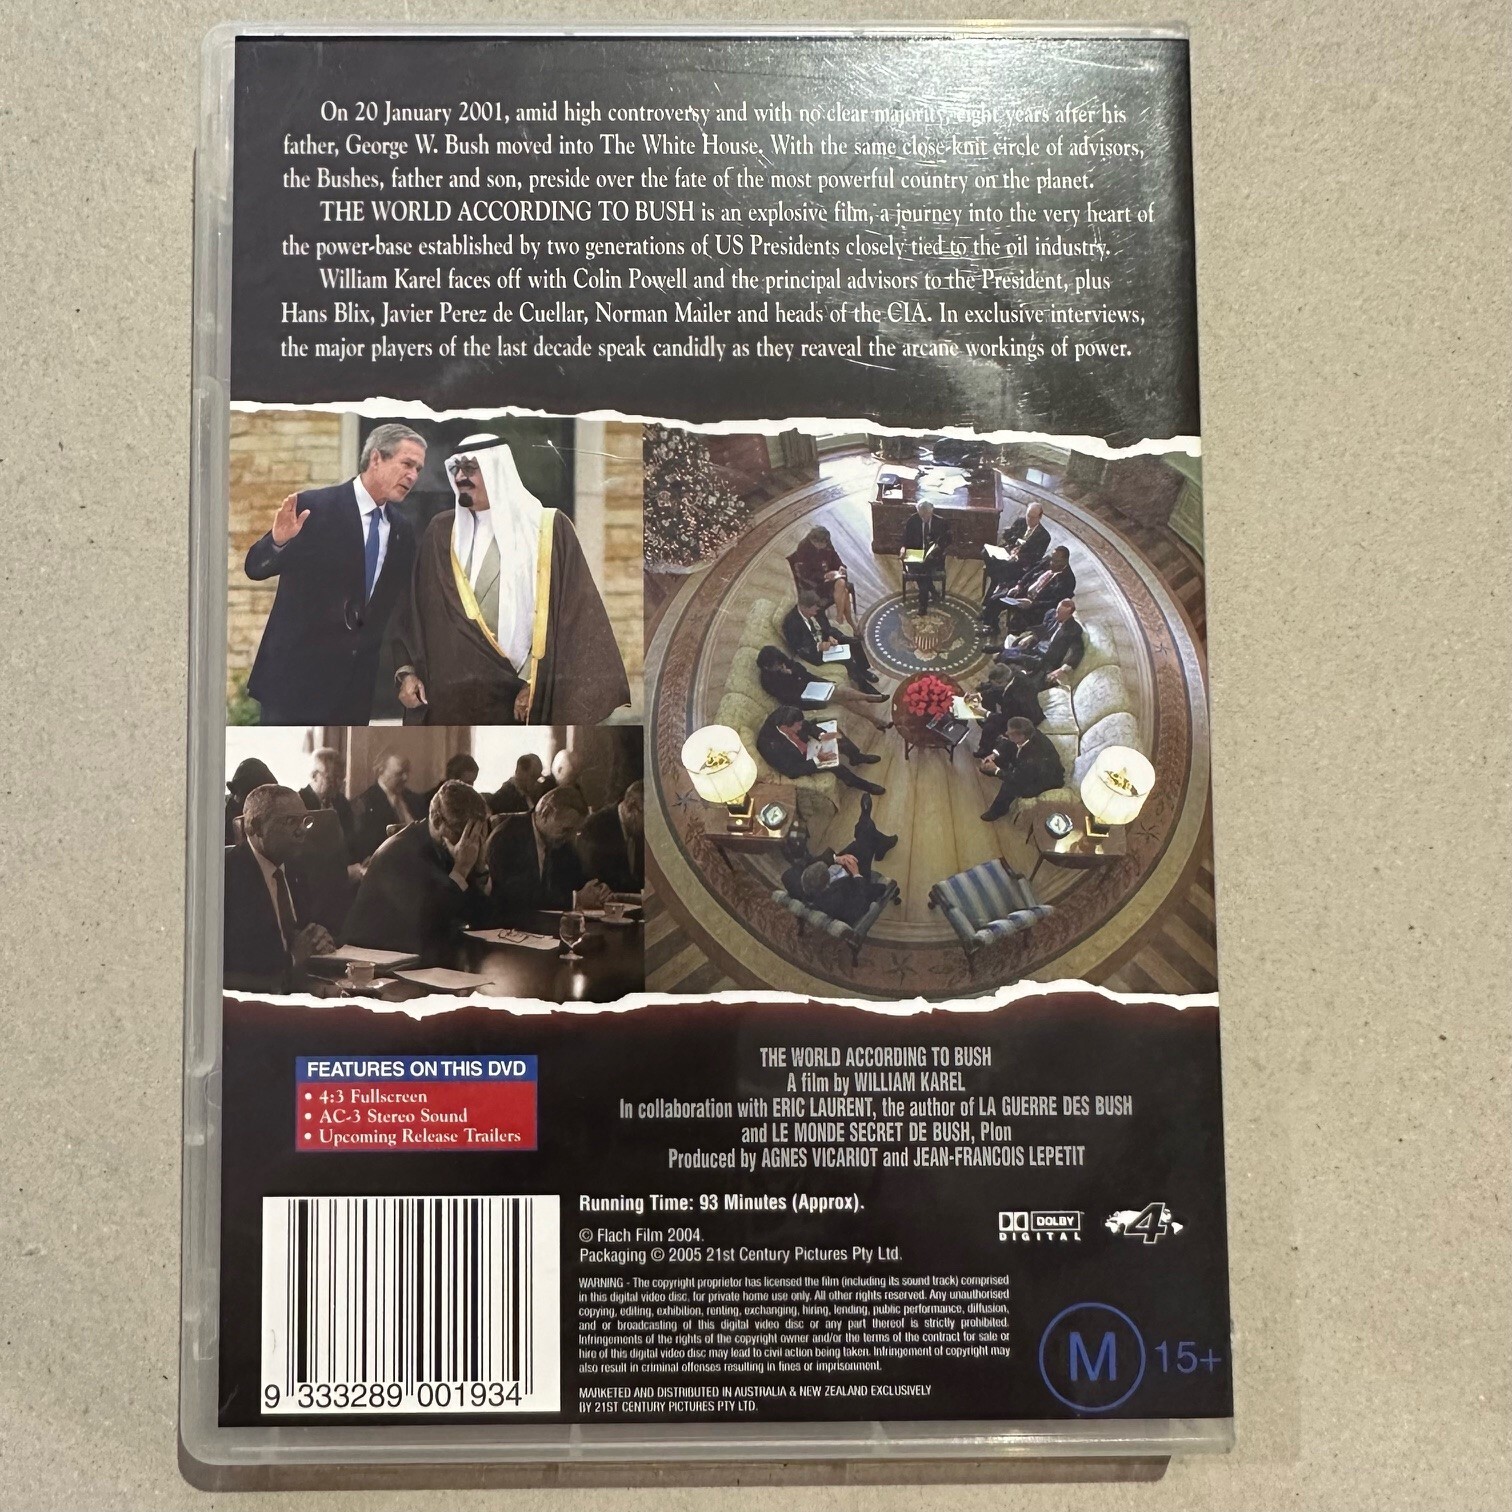 On 20 January 2001, amid high controversy and with no clear majority, eight years after his
father, George W. Bush moved into The White House. With the same close-knit circle of advisors,
the Bushes, father and son, preside over the fate of the most powerful country on the planet.
THE WORLD ACCORDING TO BUSH is an explosive film, a journey into the very heart of
the power-base established by two generations of US Presidents closely tied to the oil industry.
William Karel faces off with Colin Powell and the principal advisors to the President, plus
Hans Blix, Javier Perez de Cuellar, Norman Mailer and heads of the CIA. In exclusive interviews,
the major players of the last decade speak candidly as they reaveal the arcane workings of power.
FEATURES ON THIS DVD
• 4:3 Fullscreen
• AC-3 Stereo Sound
• Upcoming Release Trailers
THE WORLD ACCORDING TO BUSH
A film by WILLIAM KAREL
In collaboration with ERIC LAURENT, the author of LA GUERRE DES BUSH
and LE MONDE SECRET DE BUSH, Plon
Produced by AGNES VICARIOT and JEAN-FRANCOIS LEPETIT
Running Time: 93 Minutes (Approx).
© Flach Film 2004.
Packaging © 2005 21st Century Pictures Pty Ltd.
DOLBY
DIGITAL
4
WARNING - The copyright proprietor has licensed the film (including its sound track) comprised
in this digital video disc, for private home use only. All other rights reserved. Any unauthorised
copying, editing, exhibition, renting, exchanging, hiring, lending, public performance, diffusion,
and or broadcasting of this digital video disc or any part thereof is strictly prohibited.
Infringements of the rights of the copyright owner and/or the terms of the contract for sale or
hire of this digital video disc may lead to civil action being taken. Infringement of copyright may
also result in criminal offenses resulting in fines or imprisonment.
MARKETED AND DISTRIBUTED IN AUSTRALIA & NEW ZEALAND EXCLUSIVELY
BY 21ST CENTURY PICTURES PTY LTD.
M 15+
9 333289 001934